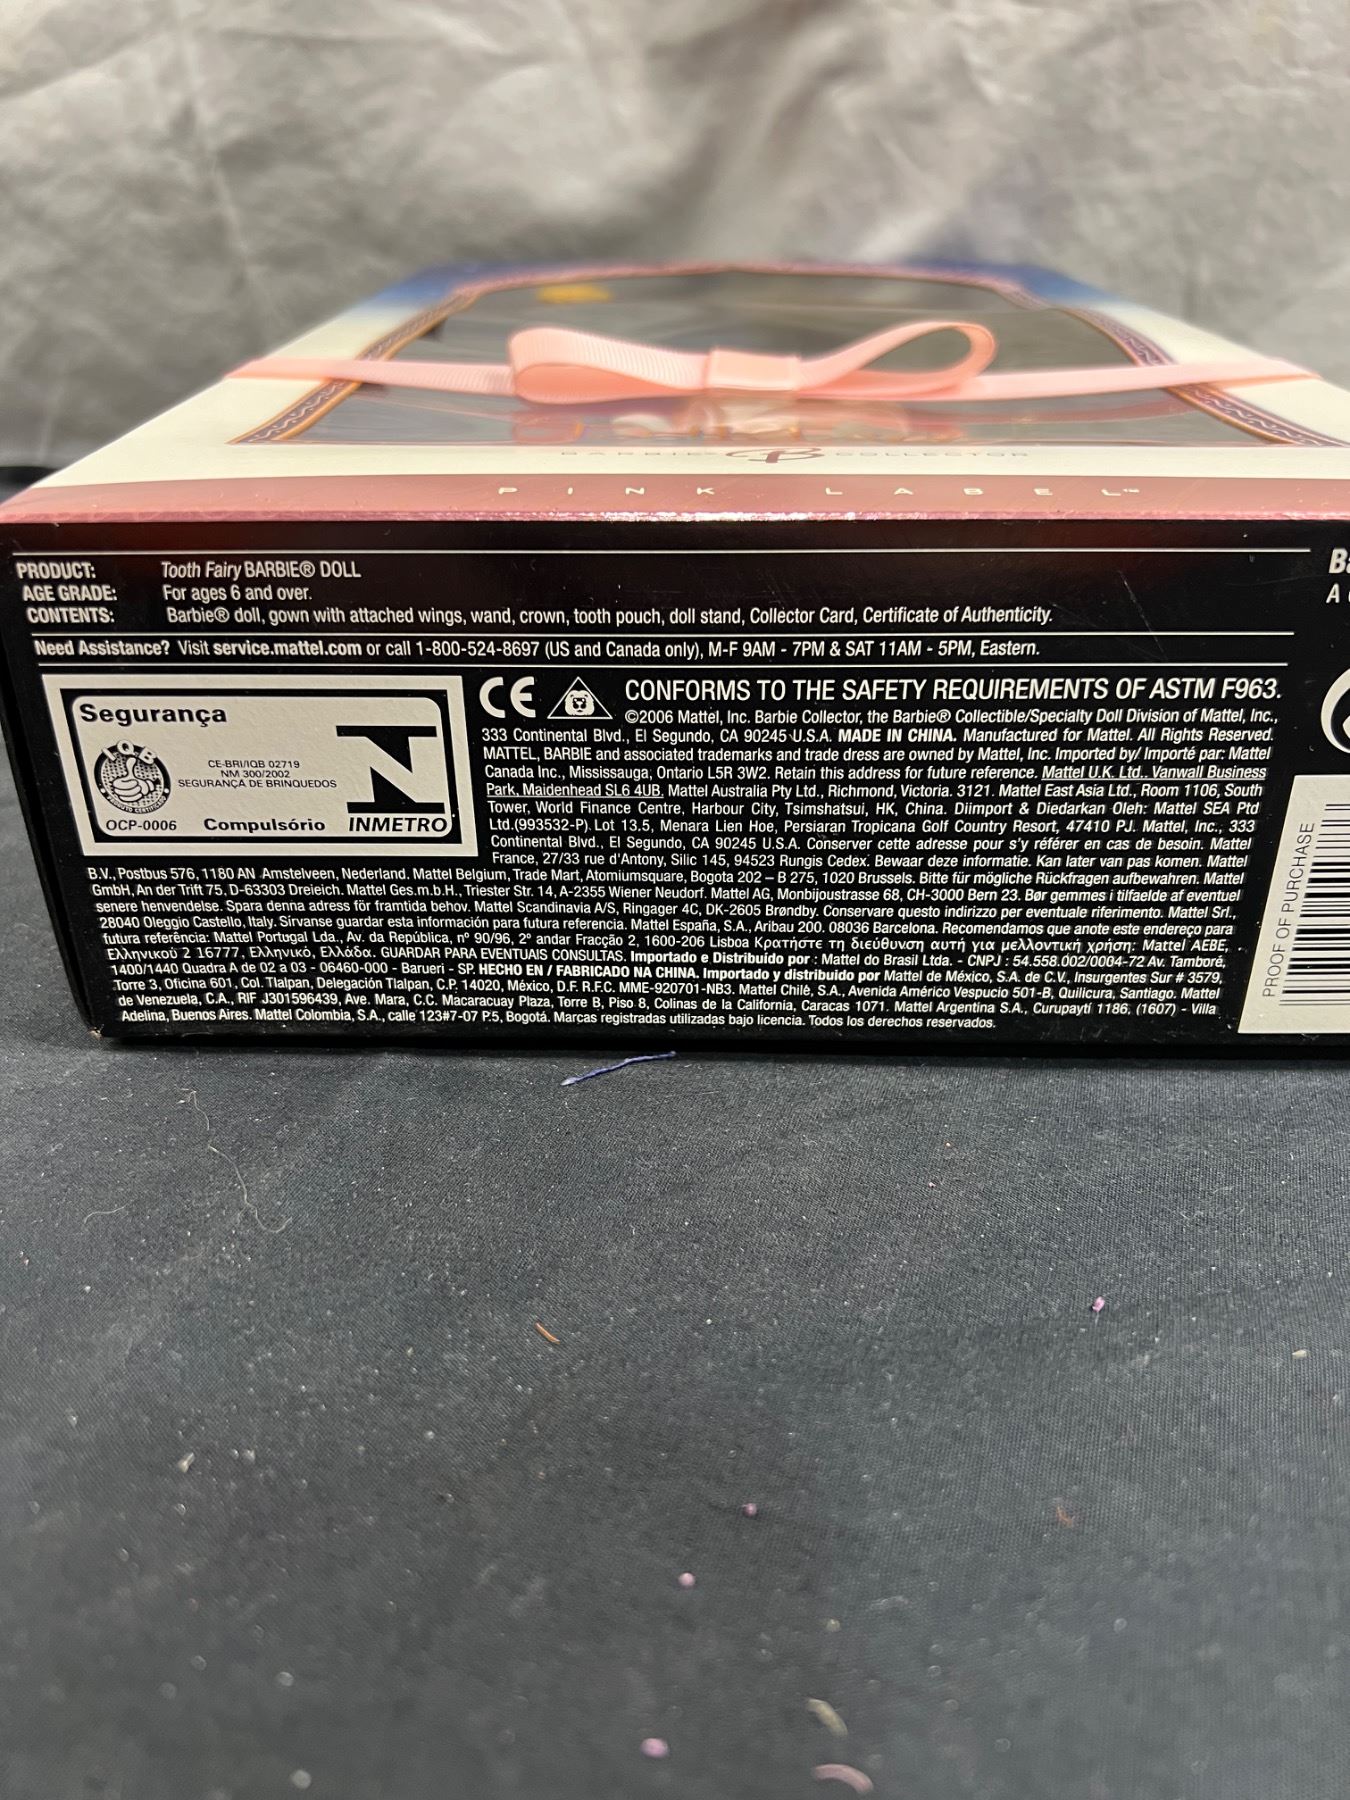 BARBIE™ B COLLECTOR
PINK LABEL™
PRODUCT: Tooth Fairy BARBIE® DOLL
AGE GRADE: For ages 6 and over.
CONTENTS: Barbie® doll, gown with attached wings, wand, crown, tooth pouch, doll stand, Collector Card, Certificate of Authenticity.
Need Assistance? Visit service.mattel.com or call 1-800-524-8697 (US and Canada only), M-F 9AM - 7PM & SAT 11AM - 5PM, Eastern.
Segurança
I.Q.B
CE-BRI/IQB 02719
NM 300/2002
SEGURANÇA DE BRINQUEDOS
PRODUTO CERTIFICADO
OCP-0006 Compulsório INMETRO
CE CONFORMS TO THE SAFETY REQUIREMENTS OF ASTM F963.
©2006 Mattel, Inc. Barbie Collector, the Barbie® Collectible/Specialty Doll Division of Mattel, Inc.,
333 Continental Blvd., El Segundo, CA 90245 U.S.A. MADE IN CHINA. Manufactured for Mattel. All Rights Reserved.
MATTEL, BARBIE and associated trademarks and trade dress are owned by Mattel, Inc. Imported by/ Importé par: Mattel
Canada Inc., Mississauga, Ontario L5R 3W2. Retain this address for future reference. Mattel U.K. Ltd., Vanwall Business
Park, Maidenhead SL6 4UB. Mattel Australia Pty Ltd., Richmond, Victoria. 3121. Mattel East Asia Ltd., Room 1106, South
Tower, World Finance Centre, Harbour City, Tsimshatsui, HK, China. Diimport & Diedarkan Oleh: Mattel SEA Ptd
Ltd.(993532-P). Lot 13.5, Menara Lien Hoe, Persiaran Tropicana Golf Country Resort, 47410 PJ. Mattel, Inc., 333
Continental Blvd., El Segundo, CA 90245 U.S.A. Conserver cette adresse pour s'y référer en cas de besoin. Mattel
France, 27/33 rue d'Antony, Silic 145, 94523 Rungis Cedex. Bewaar deze informatie. Kan later van pas komen. Mattel
B.V., Postbus 576, 1180 AN Amstelveen, Nederland. Mattel Belgium, Trade Mart, Atomiumsquare, Bogota 202 – B 275, 1020 Brussels. Bitte für mögliche Rückfragen aufbewahren. Mattel
GmbH, An der Trift 75, D-63303 Dreieich. Mattel Ges.m.b.H., Triester Str. 14, A-2355 Wiener Neudorf. Mattel AG, Monbijoustrasse 68, CH-3000 Bern 23. Bør gemmes i tilfaelde af eventuel
senere henvendelse. Spara denna adress för framtida behov. Mattel Scandinavia A/S, Ringager 4C, DK-2605 Brøndby. Conservare questo indirizzo per eventuale riferimento. Mattel Srl.,
28040 Oleggio Castello, Italy. Sírvanse guardar esta información para futura referencia. Mattel España, S.A., Aribau 200. 08036 Barcelona. Recomendamos que anote este endereço para
futura referência: Mattel Portugal Lda., Av. da República, nº 90/96, 2º andar Fracção 2, 1600-206 Lisboa Κρατήστε τη διεύθυνση αυτή για μελλοντική χρήση: Mattel AEBE,
Ελληνικού 2 16777, Ελληνικό, Ελλάδα. GUARDAR PARA EVENTUAIS CONSULTAS. Importado e Distribuído por : Mattel do Brasil Ltda. - CNPJ : 54.558.002/0004-72 Av. Tamboré,
1400/1440 Quadra A de 02 a 03 - 06460-000 - Barueri - SP. HECHO EN / FABRICADO NA CHINA. Importado y distribuido por Mattel de México, S.A. de C.V., Insurgentes Sur # 3579,
Torre 3, Oficina 601, Col. Tlalpan, Delegación Tlalpan, C.P. 14020, México, D.F. R.F.C. MME-920701-NB3. Mattel Chile, S.A., Avenida Américo Vespucio 501-B, Quilicura, Santiago. Mattel
de Venezuela, C.A., RIF J301596439, Ave. Mara, C.C. Macaracuay Plaza, Torre B, Piso 8, Colinas de la California, Caracas 1071. Mattel Argentina S.A., Curupaytí 1186. (1607) - Villa
Adelina, Buenos Aires. Mattel Colombia, S.A., calle 123#7-07 P.5, Bogotá. Marcas registradas utilizadas bajo licencia. Todos los derechos reservados.
PROOF OF PURCHASE